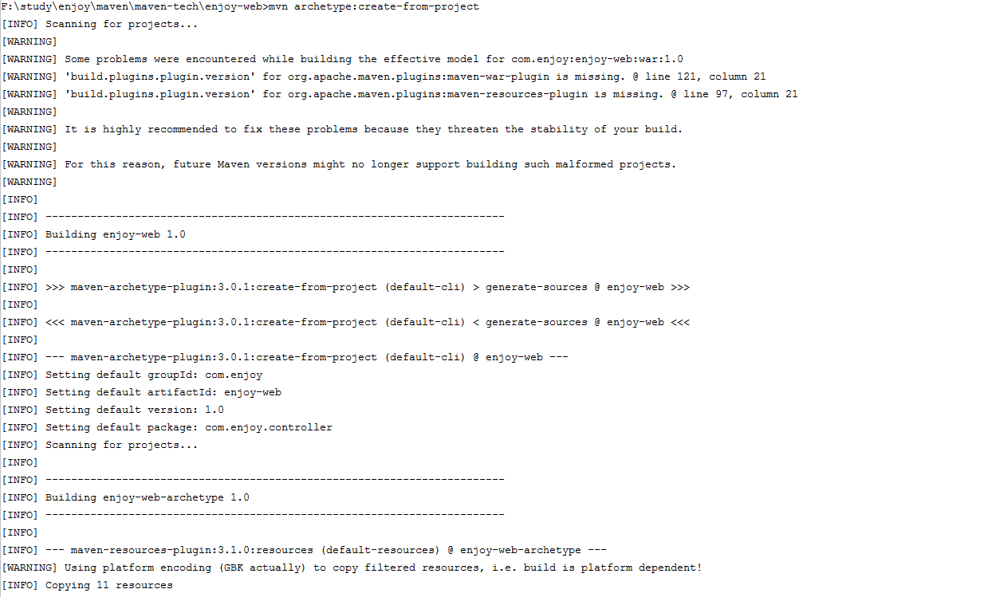 F:\study\enjoy\maven\maven-tech\enjoy-web>mvn archetype:create-from-project
[INFO] Scanning for projects...
[WARNING]
[WARNING] Some problems were encountered while building the effective model for com.enjoy:enjoy-web:war:1.0
[WARNING] 'build.plugins.plugin.version' for org.apache.maven.plugins:maven-war-plugin is missing. @ line 121, column 21
[WARNING] 'build.plugins.plugin.version' for org.apache.maven.plugins:maven-resources-plugin is missing. @ line 97, column 21
[WARNING]
[WARNING] It is highly recommended to fix these problems because they threaten the stability of your build.
[WARNING]
[WARNING] For this reason, future Maven versions might no longer support building such malformed projects.
[WARNING]
[INFO]
[INFO] ------------------------------------------------------------------------
[INFO] Building enjoy-web 1.0
[INFO] ------------------------------------------------------------------------
[INFO]
[INFO] >>> maven-archetype-plugin:3.0.1:create-from-project (default-cli) > generate-sources @ enjoy-web >>>
[INFO]
[INFO] <<< maven-archetype-plugin:3.0.1:create-from-project (default-cli) < generate-sources @ enjoy-web <<<
[INFO]
[INFO] --- maven-archetype-plugin:3.0.1:create-from-project (default-cli) @ enjoy-web ---
[INFO] Setting default groupId: com.enjoy
[INFO] Setting default artifactId: enjoy-web
[INFO] Setting default version: 1.0
[INFO] Setting default package: com.enjoy.controller
[INFO] Scanning for projects...
[INFO]
[INFO] ------------------------------------------------------------------------
[INFO] Building enjoy-web-archetype 1.0
[INFO] ------------------------------------------------------------------------
[INFO]
[INFO] --- maven-resources-plugin:3.1.0:resources (default-resources) @ enjoy-web-archetype ---
[WARNING] Using platform encoding (GBK actually) to copy filtered resources, i.e. build is platform dependent!
[INFO] Copying 11 resources